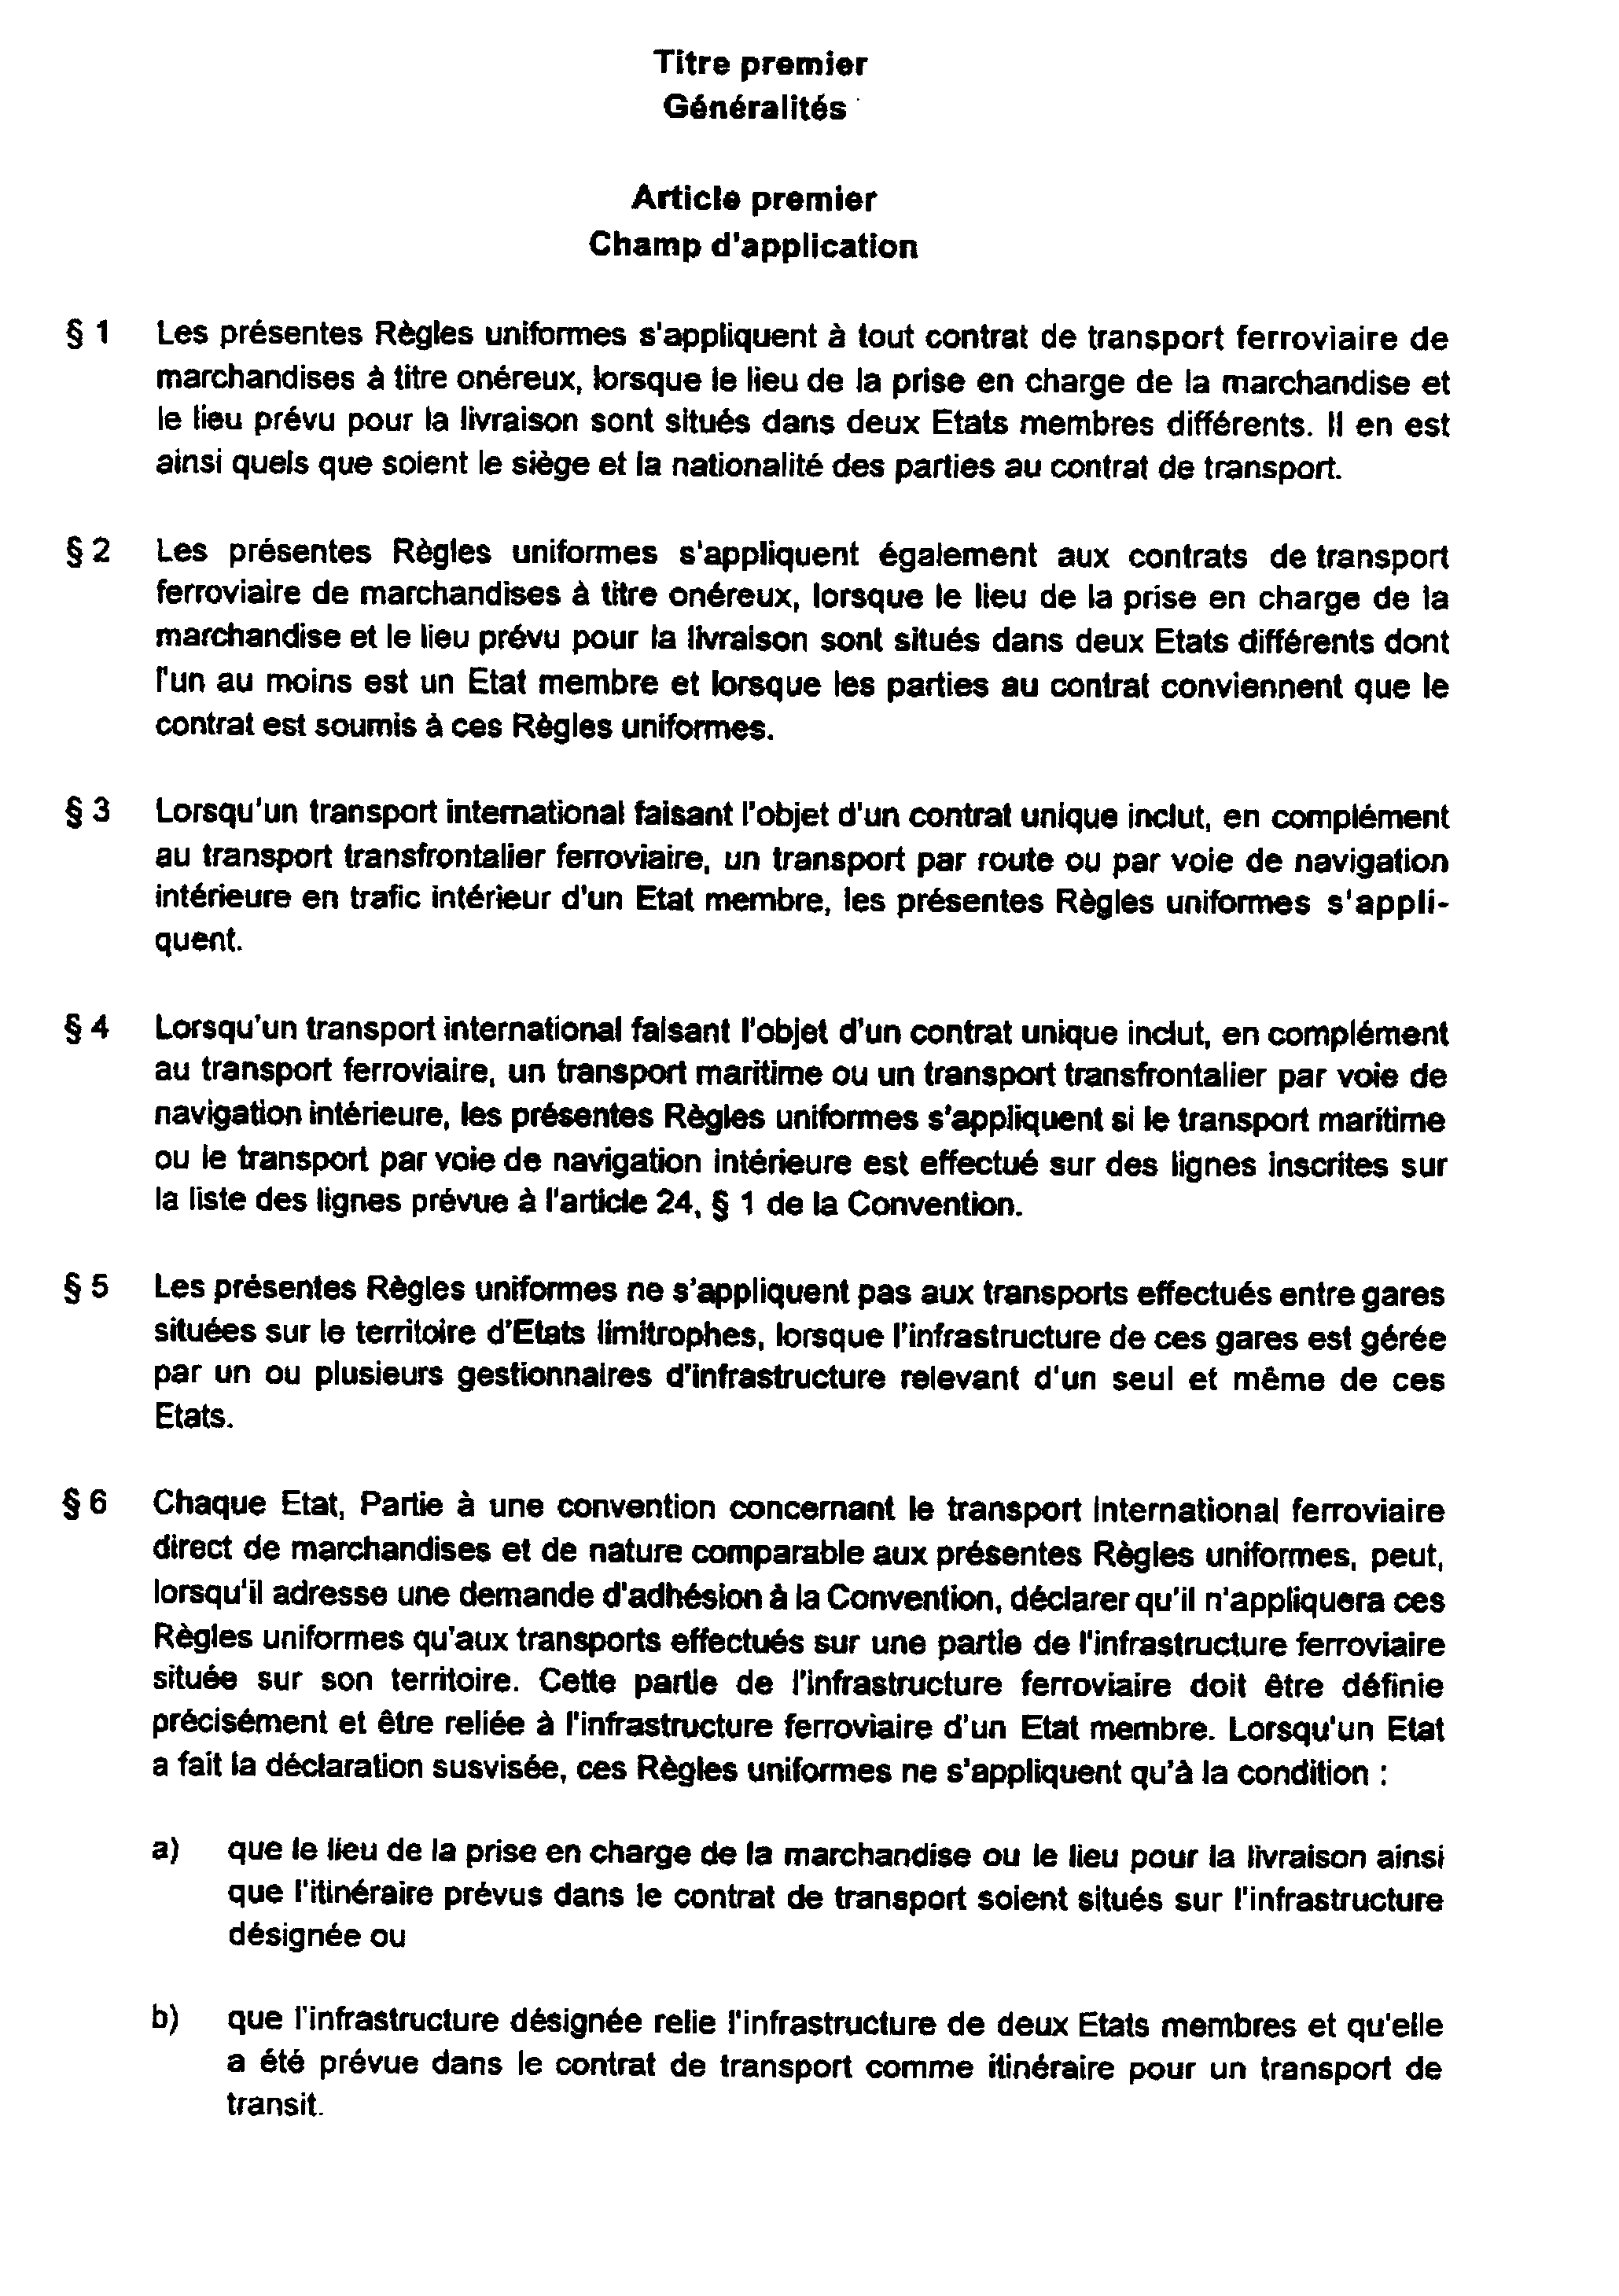 Titre premier
Généralités
Article premier
Champ d'application
§ 1 Les présentes Règles uniformes s'appliquent à tout contrat de transport ferroviaire de
marchandises à titre onéreux, lorsque le lieu de la prise en charge de la marchandise et
le lieu prévu pour la livraison sont situés dans deux Etats membres différents. Il en est
ainsi quels que soient le siège et la nationalité des parties au contrat de transport.
§ 2 Les présentes Règles uniformes s'appliquent également aux contrats de transport
ferroviaire de marchandises à titre onéreux, lorsque le lieu de la prise en charge de la
marchandise et le lieu prévu pour la livraison sont situés dans deux Etats différents dont
l'un au moins est un Etat membre et lorsque les parties au contrat conviennent que le
contrat est soumis à ces Règles uniformes.
§ 3 Lorsqu'un transport international faisant l'objet d'un contrat unique inclut, en complément
au transport transfrontalier ferroviaire, un transport par route ou par voie de navigation
intérieure en trafic intérieur d'un Etat membre, les présentes Règles uniformes s'appli-
quent.
§ 4 Lorsqu'un transport international faisant l'objet d'un contrat unique inclut, en complément
au transport ferroviaire, un transport maritime ou un transport transfrontalier par voie de
navigation intérieure, les présentes Règles uniformes s'appliquent si le transport maritime
ou le transport par voie de navigation intérieure est effectué sur des lignes inscrites sur
la liste des lignes prévue à l'article 24, § 1 de la Convention.
§ 5 Les présentes Règles uniformes ne s'appliquent pas aux transports effectués entre gares
situées sur le territoire d'Etats limitrophes, lorsque l'infrastructure de ces gares est gérée
par un ou plusieurs gestionnaires d'infrastructure relevant d'un seul et même de ces
Etats.
§ 6 Chaque Etat, Partie à une convention concernant le transport international ferroviaire
direct de marchandises et de nature comparable aux présentes Règles uniformes, peut,
lorsqu'il adresse une demande d'adhésion à la Convention, déclarer qu'il n'appliquera ces
Règles uniformes qu'aux transports effectués sur une partie de l'infrastructure ferroviaire
située sur son territoire. Cette partie de l'infrastructure ferroviaire doit être définie
précisément et être reliée à l'infrastructure ferroviaire d'un Etat membre. Lorsqu'un Etat
a fait la déclaration susvisée, ces Règles uniformes ne s'appliquent qu'à la condition :
a) que le lieu de la prise en charge de la marchandise ou le lieu pour la livraison ainsi
que l'itinéraire prévus dans le contrat de transport soient situés sur l'infrastructure
désignée ou
b) que l'infrastructure désignée relie l'infrastructure de deux Etats membres et qu'elle
a été prévue dans le contrat de transport comme itinéraire pour un transport de
transit.